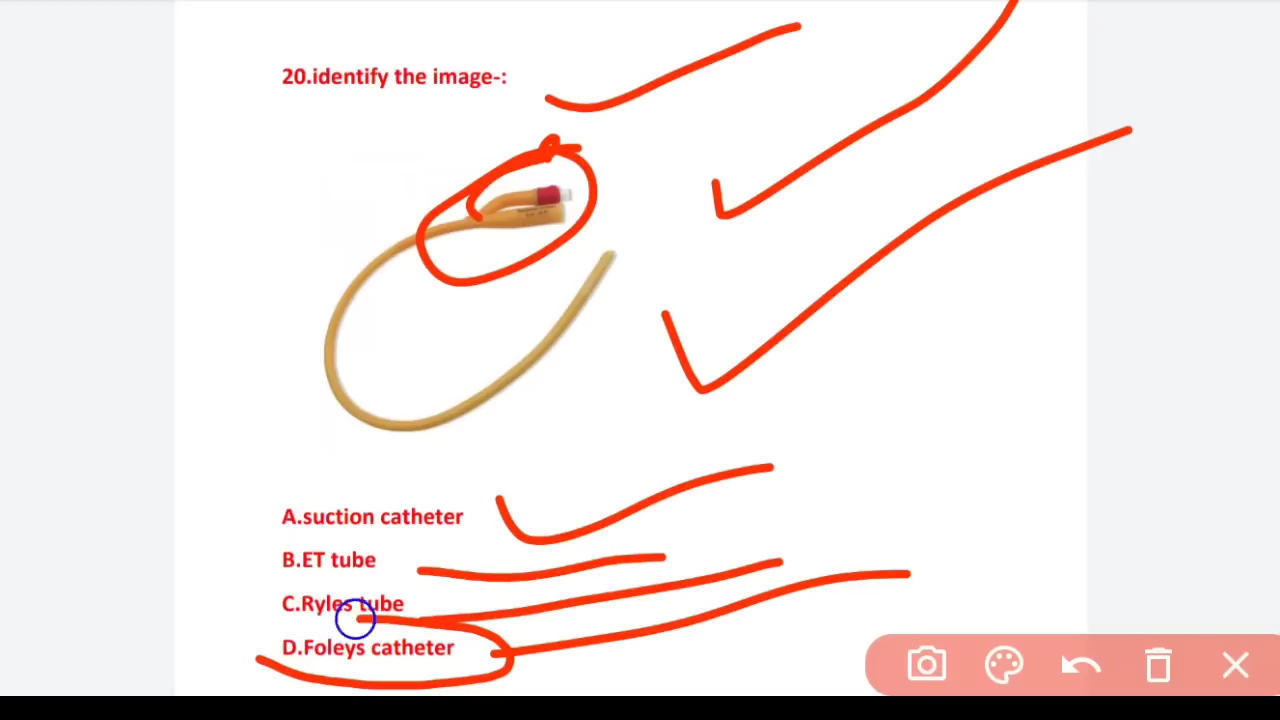 20.identify the image-:
A.suction catheter
B.ET tube
C.Ryles tube
D.Foleys catheter